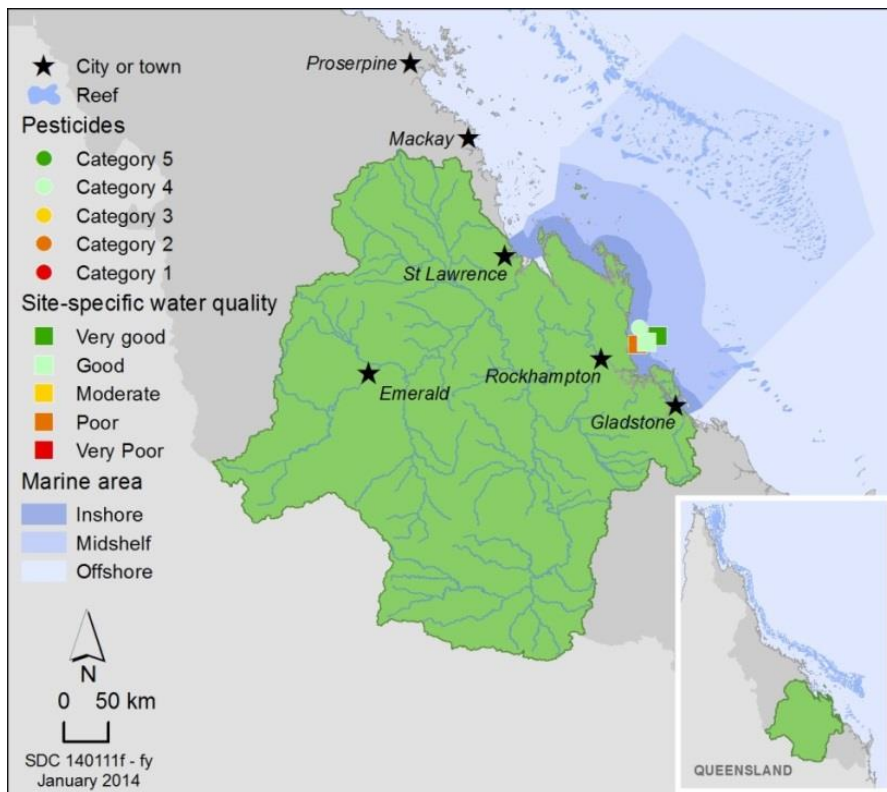 City or town
Reef
Pesticides
Category 5
Category 4
Category 3
Category 2
Category 1
Site-specific water quality
Very good
Good
Moderate
Poor
Very Poor
Marine area
Inshore
Midshelf
Offshore
N
0 50 km
SDC 140111f - fy
January 2014
Proserpine
Mackay
St Lawrence
Emerald
Rockhampton
Gladstone
QUEENSLAND